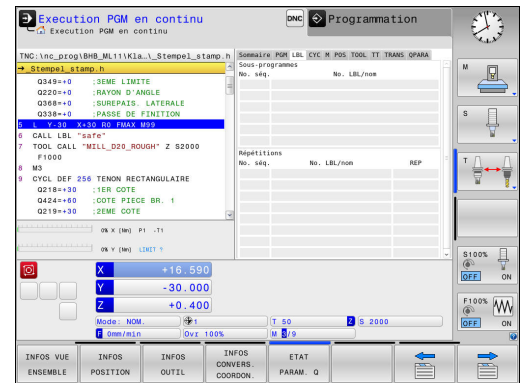 Execution PGM en continu
Execution PGM en continu
DNC
Programmation
TNC:\nc_prog\BHB_ML11\Kla…\_Stempel_stamp.h
→_Stempel_stamp.h
Q349=+0 ;3EME LIMITE
Q220=+0 ;RAYON D'ANGLE
Q368=+0 ;SUREPAIS. LATERALE
Q338=+0 ;PASSE DE FINITION
5 L Y-30 X+30 R0 FMAX M99
6 CALL LBL "safe"
7 TOOL CALL "MILL_D20_ROUGH" Z S2000
F1000
8 M3
9 CYCL DEF 256 TENON RECTANGULAIRE
Q218=+30 ;1ER COTE
Q424=+60 ;COTE PIECE BR. 1
Q219=+30 ;2EME COTE
Sommaire PGM LBL CYC M POS TOOL TT TRANS QPARA
Sous-programmes
No. séq. No. LBL/nom
Répétitions
No. séq. No. LBL/nom REP
0% X [Nm] P1 -T1
0% Y [Nm] LIMIT 1
X +16.590
Y -30.000
Z +0.400
Mode: NOM. 1 T 50 Z S 2000
F 0mm/min Ovr 100% M 3/9
M
S
T
S100%
OFF ON
F100%
OFF ON
INFOS VUE ENSEMBLE
INFOS POSITION
INFOS OUTIL
INFOS CONVERS. COORDON.
ETAT PARAM. Q